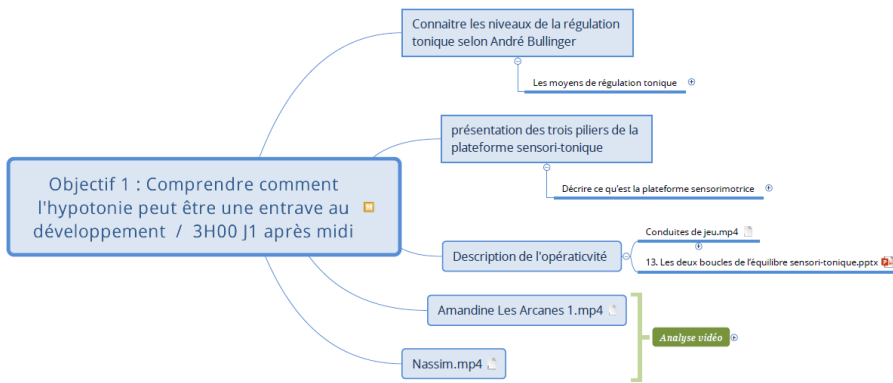 Connaitre les niveaux de la régulation
tonique selon André Bullinger
Les moyens de régulation tonique
présentation des trois piliers de la
plateforme sensori-tonique
Décrire ce qu'est la plateforme sensorimotrice
Objectif 1 : Comprendre comment
l'hypotonie peut être une entrave au
développement / 3H00 J1 après midi
Description de l'opératicvité
Conduites de jeu.mp4
13. Les deux boucles de l'équilibre sensori-tonique.pptx
Amandine Les Arcanes 1.mp4
Analyse vidéo
Nassim.mp4